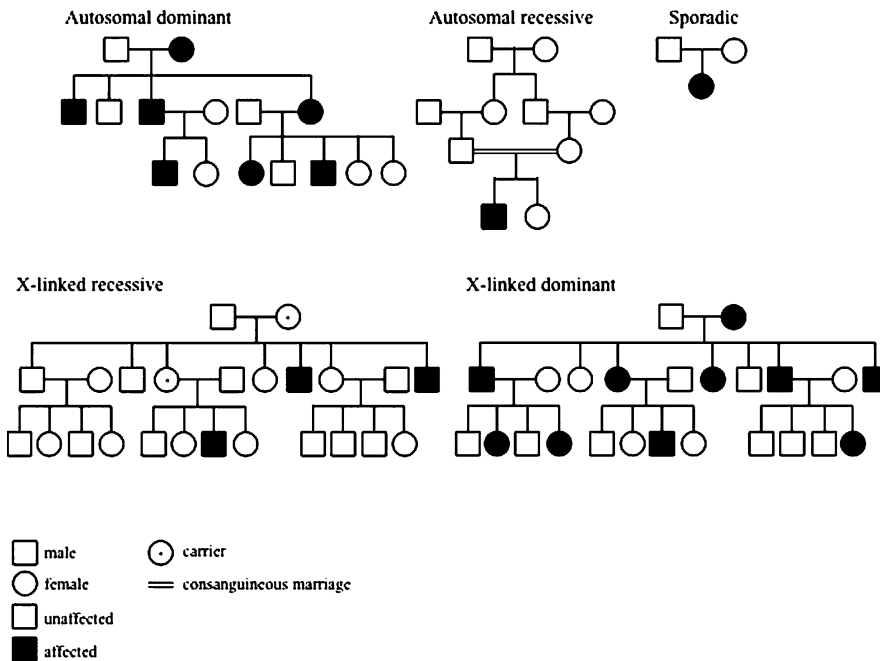 Autosomal dominant
Autosomal recessive
Sporadic
X-linked recessive
X-linked dominant
male
female
unaffected
affected
carrier
consanguineous marriage